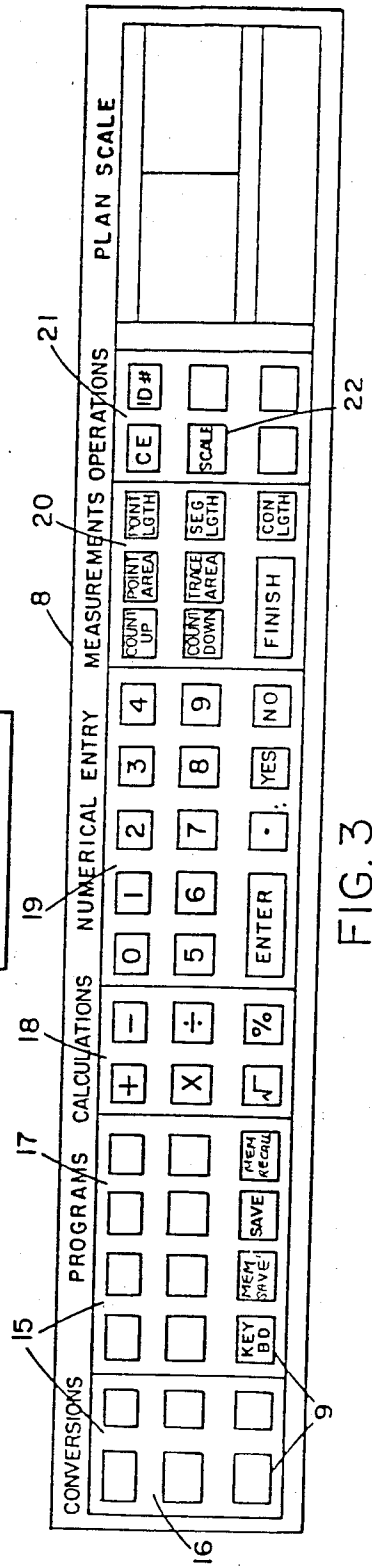 8
CONVERSIONS PROGRAMS CALCULATIONS NUMERICAL ENTRY MEASUREMENTS OPERATIONS PLAN SCALE
15 17 18 19 20 21
+ − 0 1 2 3 4 COUNT UP POINT AREA POINT LGTH CE ID#
X ÷ 5 6 7 8 9 COUNT DOWN TRACE AREA SEG LGTH SCALE
KEY BD MEM SAVE SAVE MEM RECALL √ % ENTER . YES NO FINISH CON LGTH
16 9 22
FIG. 3